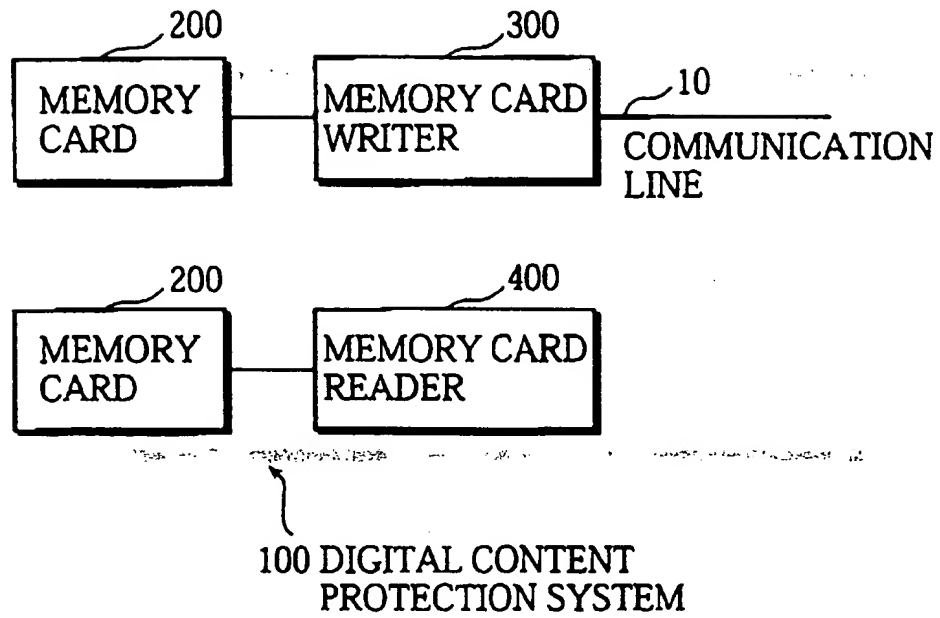 200
300
10
MEMORY
CARD
MEMORY CARD
WRITER
COMMUNICATION
LINE
200
400
MEMORY
CARD
MEMORY CARD
READER
100 DIGITAL CONTENT
PROTECTION SYSTEM